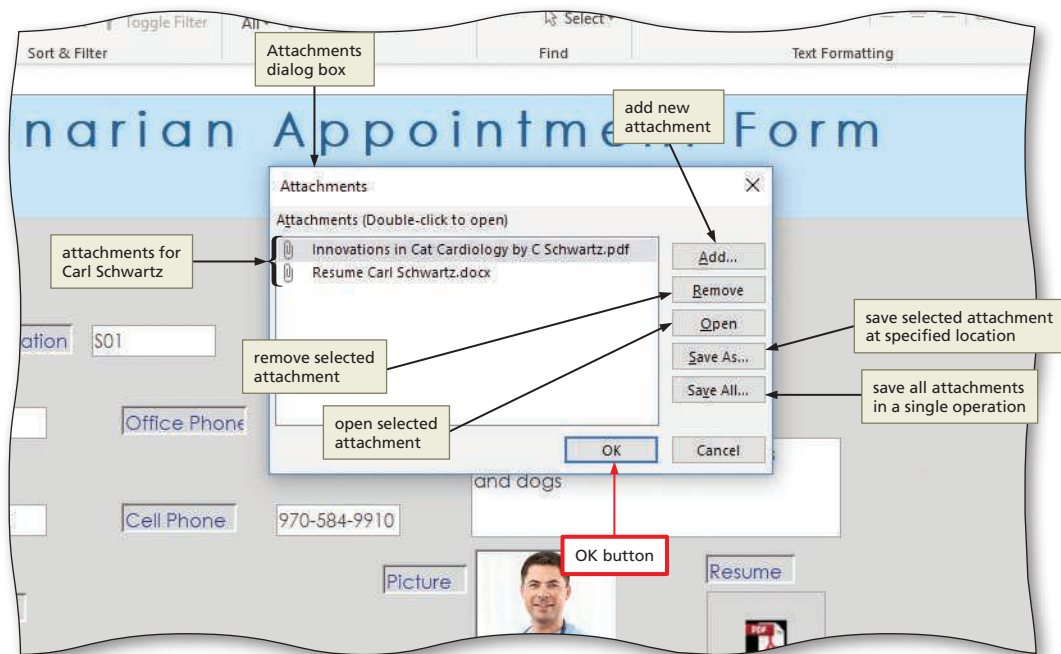 Toggle Filter
All
Select
Sort & Filter
Find
Text Formatting
Attachments
dialog box
add new
attachment
narian Appointment Form
Attachments
Attachments (Double-click to open)
attachments for
Carl Schwartz
Innovations in Cat Cardiology by C Schwartz.pdf
Resume Carl Schwartz.docx
Add...
Remove
Open
Save As...
Save All...
save selected attachment
at specified location
save all attachments
in a single operation
ation
S01
remove selected
attachment
open selected
attachment
Office Phone
OK
Cancel
and dogs
Cell Phone
970-584-9910
OK button
Picture
Resume
PDF